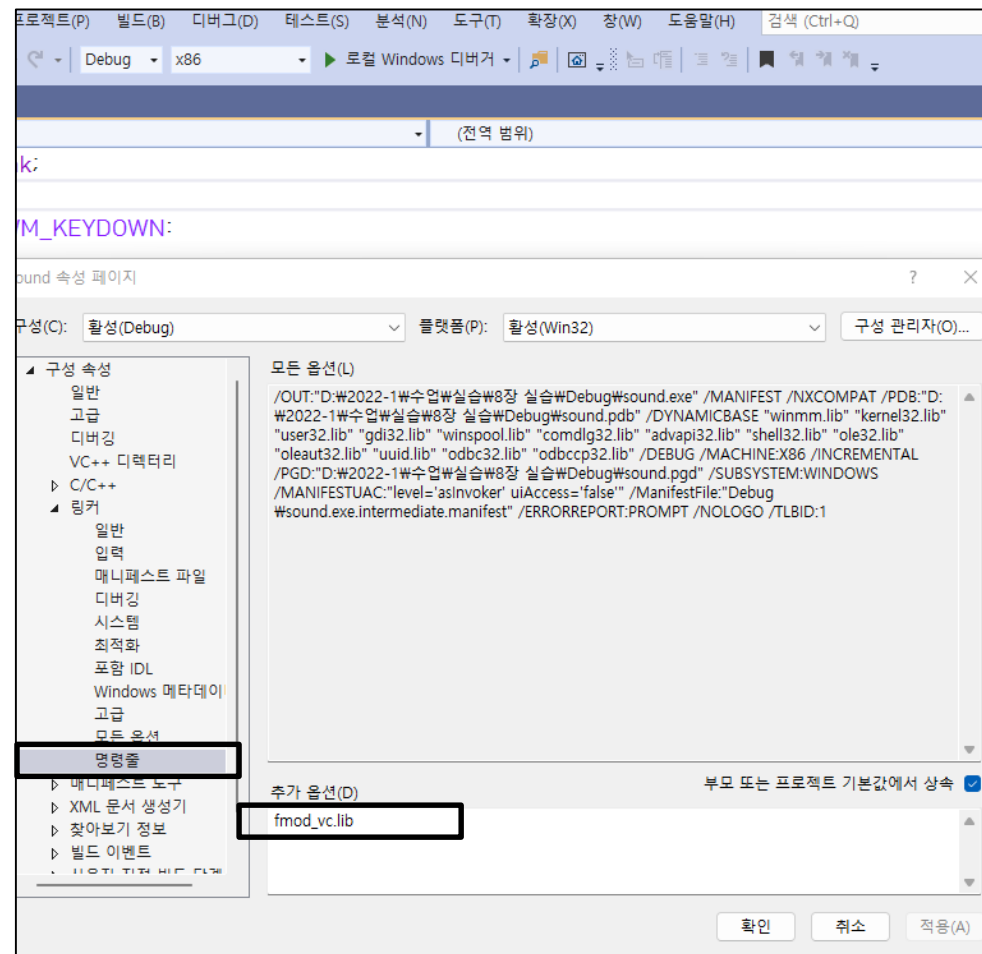 프로젝트(P) 빌드(B) 디버그(D) 테스트(S) 분석(N) 도구(T) 확장(X) 창(W) 도움말(H) 검색 (Ctrl+Q)
Debug x86 로컬 Windows 디버거
(전역 범위)
k;
WM_KEYDOWN:
ound 속성 페이지 ?
구성(C): 활성(Debug) 플랫폼(P): 활성(Win32) 구성 관리자(O)...
구성 속성
일반
고급
디버깅
VC++ 디렉터리
C/C++
링커
일반
입력
매니페스트 파일
디버깅
시스템
최적화
포함 IDL
Windows 메타데이
고급
모든 옵션
명령줄
매니페스트 도구
XML 문서 생성기
찾아보기 정보
빌드 이벤트
사용자 지정 빌드 단계
모든 옵션(L)
/OUT:"D:₩2022-1₩수업₩실습₩8장 실습₩Debug₩sound.exe" /MANIFEST /NXCOMPAT /PDB:"D:
₩2022-1₩수업₩실습₩8장 실습₩Debug₩sound.pdb" /DYNAMICBASE "winmm.lib" "kernel32.lib"
"user32.lib" "gdi32.lib" "winspool.lib" "comdlg32.lib" "advapi32.lib" "shell32.lib" "ole32.lib"
"oleaut32.lib" "uuid.lib" "odbc32.lib" "odbccp32.lib" /DEBUG /MACHINE:X86 /INCREMENTAL
/PGD:"D:₩2022-1₩수업₩실습₩8장 실습₩Debug₩sound.pgd" /SUBSYSTEM:WINDOWS
/MANIFESTUAC:"level='asInvoker' uiAccess='false'" /ManifestFile:"Debug
₩sound.exe.intermediate.manifest" /ERRORREPORT:PROMPT /NOLOGO /TLBID:1
추가 옵션(D) 부모 또는 프로젝트 기본값에서 상속
fmod_vc.lib
확인 취소 적용(A)